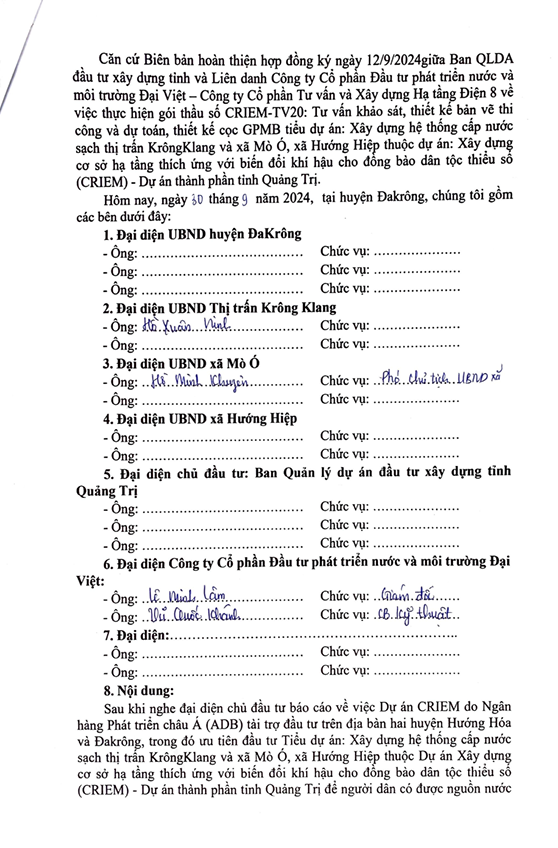 Căn cứ Biên bản hoàn thiện hợp đồng ký ngày 12/9/2024giữa Ban QLDA
đầu tư xây dựng tỉnh và Liên danh Công ty Cổ phần Đầu tư phát triển nước và
môi trường Đại Việt – Công ty Cổ phần Tư vấn và Xây dựng Hạ tầng Điện 8 về
việc thực hiện gói thầu số CRIEM-TV20: Tư vấn khảo sát, thiết kế bản vẽ thi
công và dự toán, thiết kế cọc GPMB tiểu dự án: Xây dựng hệ thống cấp nước
sạch thị trấn KrôngKlang và xã Mò Ó, xã Hướng Hiệp thuộc dự án: Xây dựng
cơ sở hạ tầng thích ứng với biến đổi khí hậu cho đồng bào dân tộc thiểu số
(CRIEM) - Dự án thành phần tỉnh Quảng Trị.
Hôm nay, ngày 30 tháng 9 năm 2024, tại huyện Đakrông, chúng tôi gồm
các bên dưới đây:
1. Đại diện UBND huyện ĐaKrông
- Ông: .................................... Chức vụ: .....................
- Ông: .................................... Chức vụ: .....................
- Ông: .................................... Chức vụ: .....................
2. Đại diện UBND Thị trấn Krông Klang
- Ông: Hồ Xuân Ninh.................. Chức vụ: .....................
- Ông: .................................... Chức vụ: .....................
3. Đại diện UBND xã Mò Ó
- Ông: ..Hồ Minh Khuyên........... Chức vụ: ..Phó chủ tịch UBND xã
- Ông: .................................... Chức vụ: .....................
4. Đại diện UBND xã Hướng Hiệp
- Ông: .................................... Chức vụ: .....................
- Ông: .................................... Chức vụ: .....................
5. Đại diện chủ đầu tư: Ban Quản lý dự án đầu tư xây dựng tỉnh
Quảng Trị
- Ông: .................................... Chức vụ: .....................
- Ông: .................................... Chức vụ: .....................
- Ông: .................................... Chức vụ: .....................
6. Đại diện Công ty Cổ phần Đầu tư phát triển nước và môi trường Đại
Việt:
- Ông: ..Lê Minh Lâm............... Chức vụ: ..Giám đốc......
- Ông: ..Vũ Quốc Khánh............ Chức vụ: ..CB.Kỹ thuật..
7. Đại diện:....................................................................
- Ông: .................................... Chức vụ: .....................
- Ông: .................................... Chức vụ: .....................
8. Nội dung:
Sau khi nghe đại diện chủ đầu tư báo cáo về việc Dự án CRIEM do Ngân
hàng Phát triển châu Á (ADB) tài trợ đầu tư trên địa bàn hai huyện Hướng Hóa
và Đakrông, trong đó ưu tiên đầu tư Tiểu dự án: Xây dựng hệ thống cấp nước
sạch thị trấn KrôngKlang và xã Mò Ó, xã Hướng Hiệp thuộc Dự án Xây dựng
cơ sở hạ tầng thích ứng với biến đổi khí hậu cho đồng bào dân tộc thiểu số
(CRIEM) - Dự án thành phần tỉnh Quảng Trị để người dân có được nguồn nước